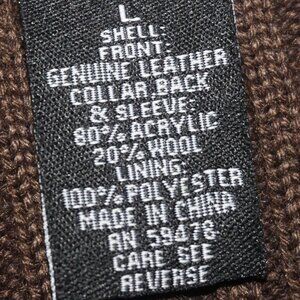 L
SHELL:
FRONT:
GENUINE LEATHER
COLLAR BACK
& SLEEVE:
80% ACRYLIC
20% WOOL
LINING:
100% POLYESTER
MADE IN CHINA
RN 59478
CARE SEE
REVERSE